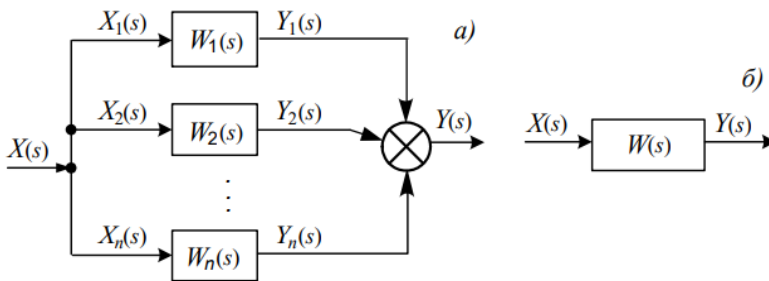 X₁(s) W₁(s) Y₁(s) а)
X₂(s) W₂(s) Y₂(s)
X(s) Y(s)
⋮
Xₙ(s) Wₙ(s) Yₙ(s)
б)
X(s) W(s) Y(s)